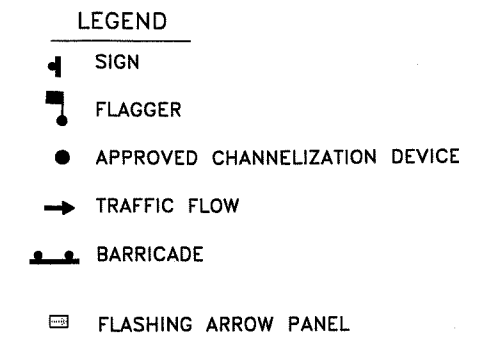 LEGEND
SIGN
FLAGGER
APPROVED CHANNELIZATION DEVICE
TRAFFIC FLOW
BARRICADE
FLASHING ARROW PANEL